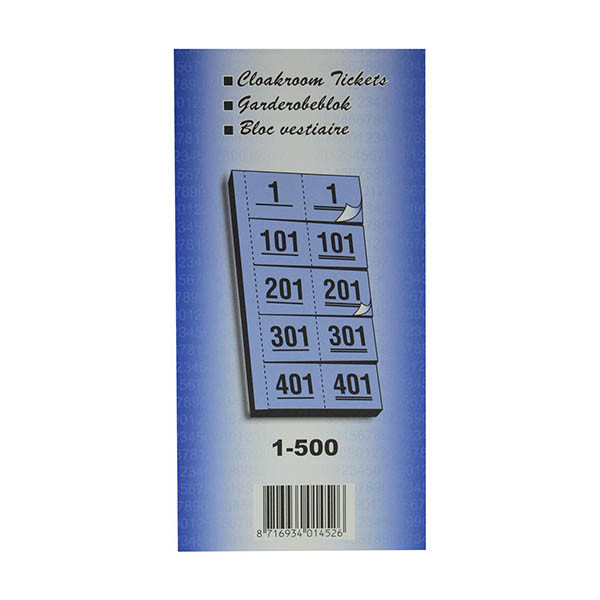 ■ Cloakroom Tickets
■ Garderobeblok
■ Bloc vestiaire
1 1
101 101
201 201
301 301
401 401
1-500
8 716934 014526